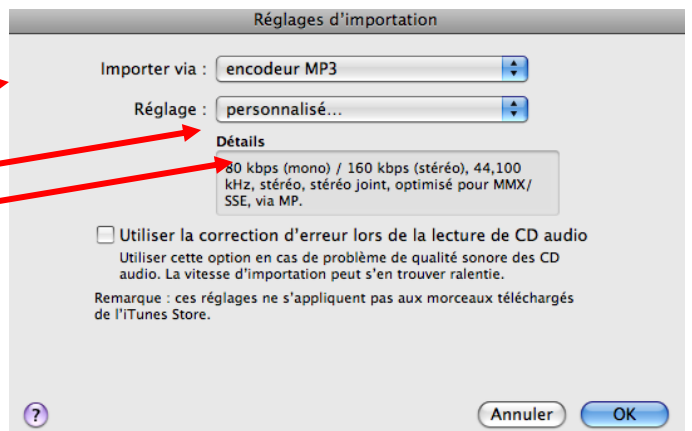 Réglages d'importation
Importer via : encodeur MP3
Réglage : personnalisé...
Détails
80 kbps (mono) / 160 kbps (stéréo), 44,100
kHz, stéréo, stéréo joint, optimisé pour MMX/
SSE, via MP.
Utiliser la correction d'erreur lors de la lecture de CD audio
Utiliser cette option en cas de problème de qualité sonore des CD
audio. La vitesse d'importation peut s'en trouver ralentie.
Remarque : ces réglages ne s'appliquent pas aux morceaux téléchargés
de l'iTunes Store.
? Annuler OK